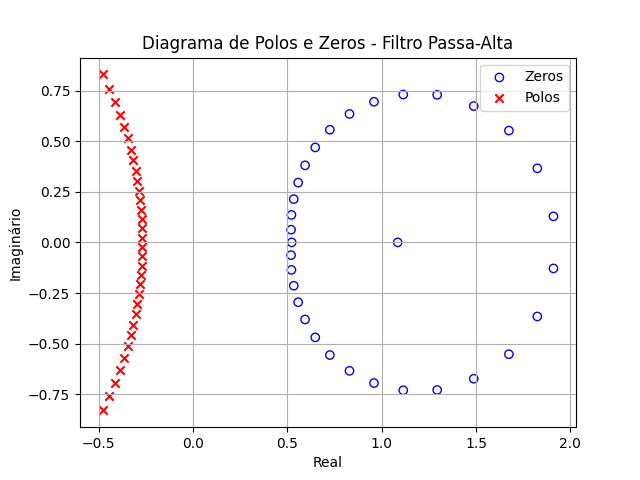 Diagrama de Polos e Zeros - Filtro Passa-Alta
Zeros
Polos
0.75
0.50
0.25
0.00
−0.25
−0.50
−0.75
Imaginário
−0.5
0.0
0.5
1.0
1.5
2.0
Real